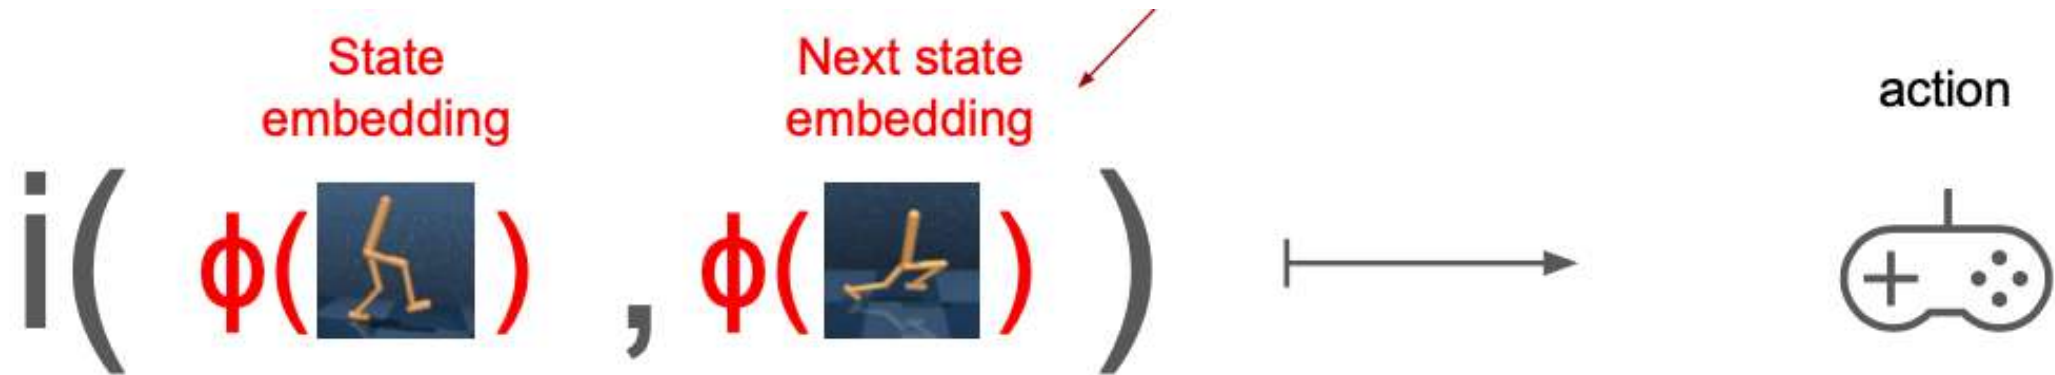 State
embedding
Next state
embedding
action
i( ϕ( ) , ϕ( ) )